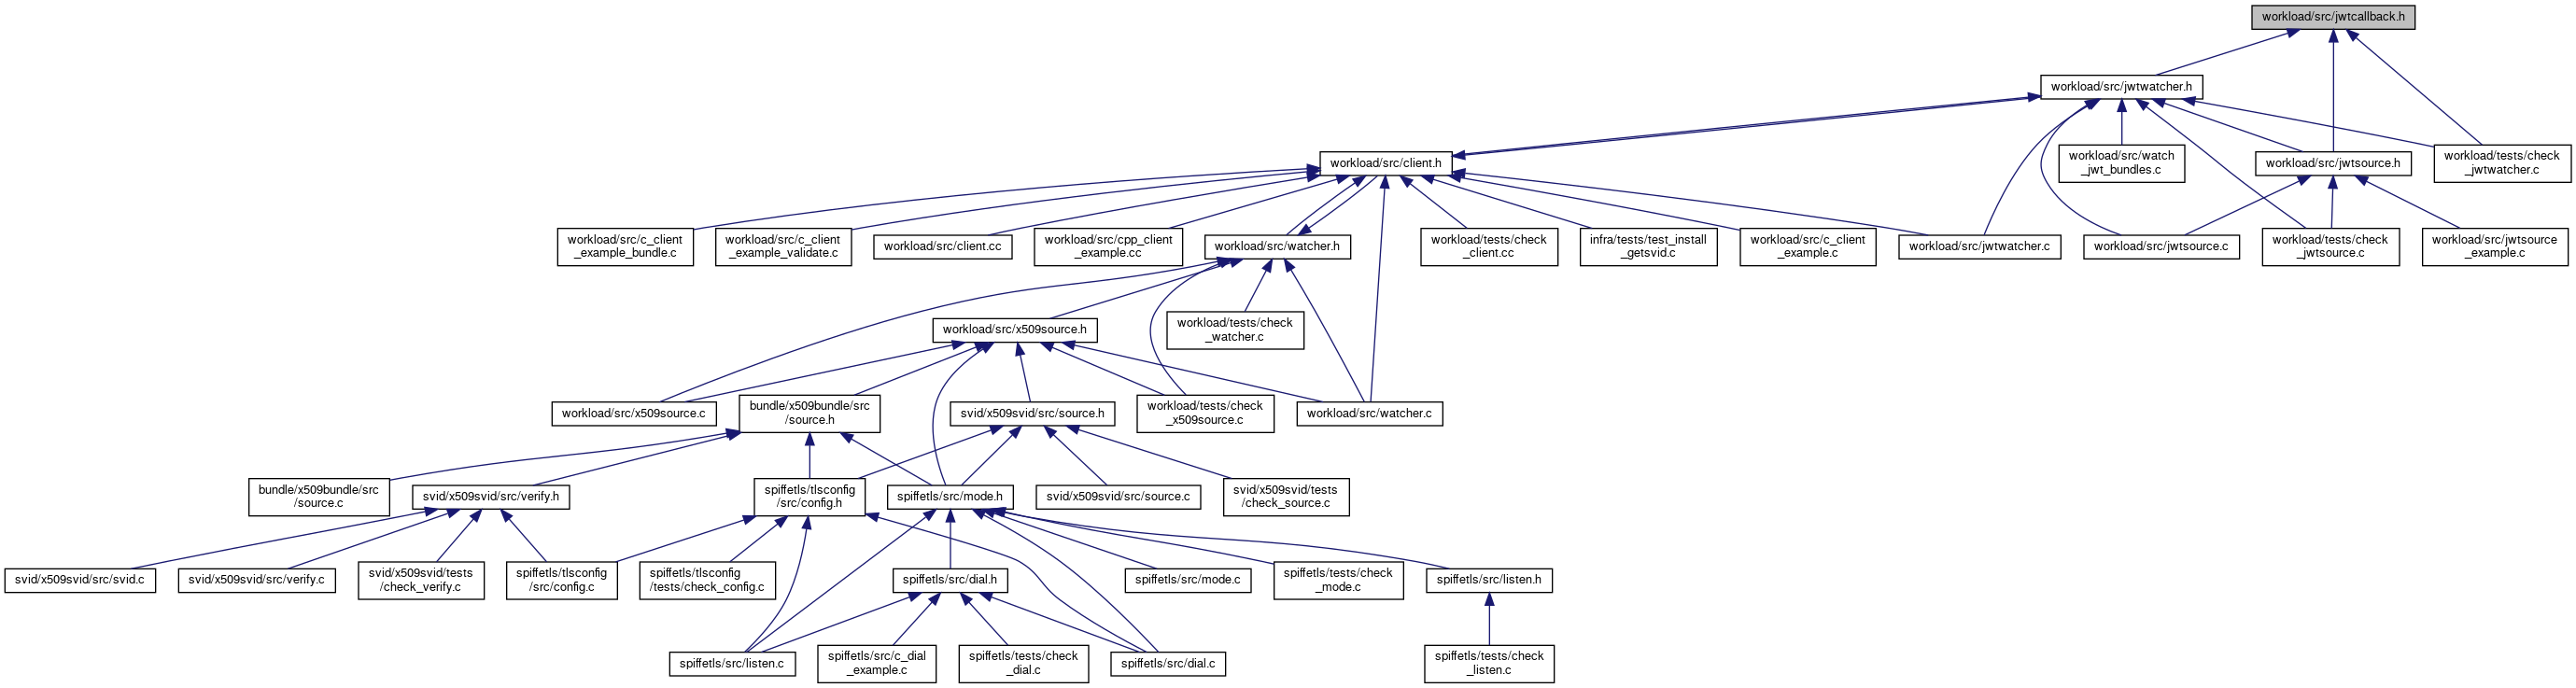 workload/src/jwtcallback.h
workload/src/jwtwatcher.h
workload/src/client.h
workload/src/watch
_jwt_bundles.c
workload/src/jwtsource.h
workload/tests/check
_jwtwatcher.c
workload/src/c_client
_example_bundle.c
workload/src/c_client
_example_validate.c
workload/src/client.cc
workload/src/cpp_client
_example.cc
workload/src/watcher.h
workload/tests/check
_client.cc
infra/tests/test_install
_getsvid.c
workload/src/c_client
_example.c
workload/src/jwtwatcher.c
workload/src/jwtsource.c
workload/tests/check
_jwtsource.c
workload/src/jwtsource
_example.c
workload/src/x509source.h
workload/tests/check
_watcher.c
workload/src/x509source.c
bundle/x509bundle/src
/source.h
svid/x509svid/src/source.h
workload/tests/check
_x509source.c
workload/src/watcher.c
bundle/x509bundle/src
/source.c
svid/x509svid/src/verify.h
spiffetls/tlsconfig
/src/config.h
spiffetls/src/mode.h
svid/x509svid/src/source.c
svid/x509svid/tests
/check_source.c
svid/x509svid/src/svid.c
svid/x509svid/src/verify.c
svid/x509svid/tests
/check_verify.c
spiffetls/tlsconfig
/src/config.c
spiffetls/tlsconfig
/tests/check_config.c
spiffetls/src/dial.h
spiffetls/src/mode.c
spiffetls/tests/check
_mode.c
spiffetls/src/listen.h
spiffetls/src/listen.c
spiffetls/src/c_dial
_example.c
spiffetls/tests/check
_dial.c
spiffetls/src/dial.c
spiffetls/tests/check
_listen.c